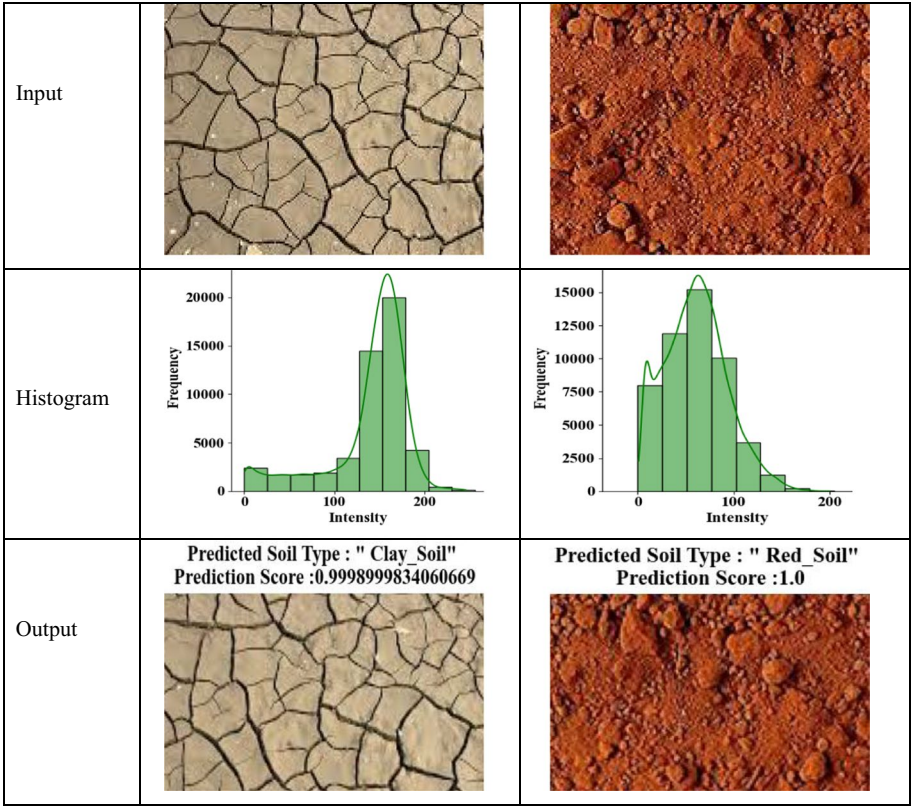 Input
Histogram
20000
15000
10000
5000
0
0 100 200
Frequency
Intensity
15000
12500
10000
7500
5000
2500
0
0 100 200
Frequency
Intensity
Output
Predicted Soil Type : " Clay_Soil"
Prediction Score :0.9998999834060669
Predicted Soil Type : " Red_Soil"
Prediction Score :1.0